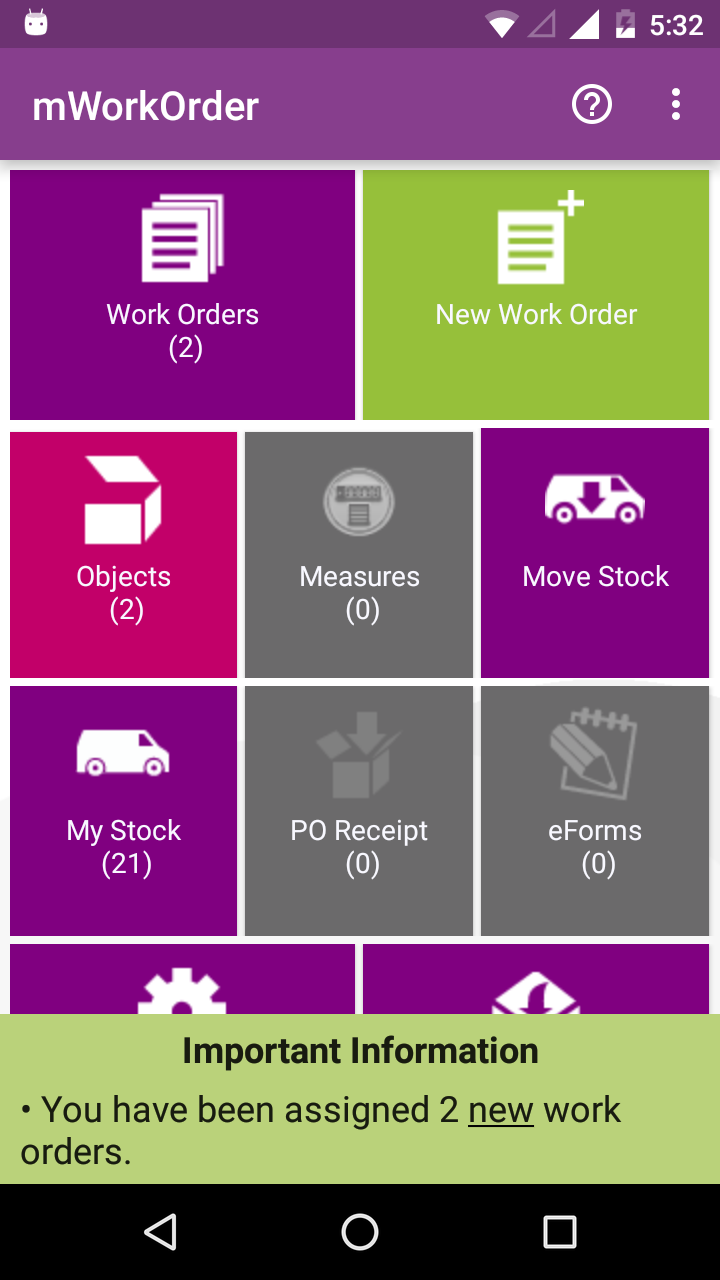 5:32
mWorkOrder
Work Orders
(2)
New Work Order
Objects
(2)
Measures
(0)
Move Stock
My Stock
(21)
PO Receipt
(0)
eForms
(0)
Important Information
• You have been assigned 2 new work
orders.